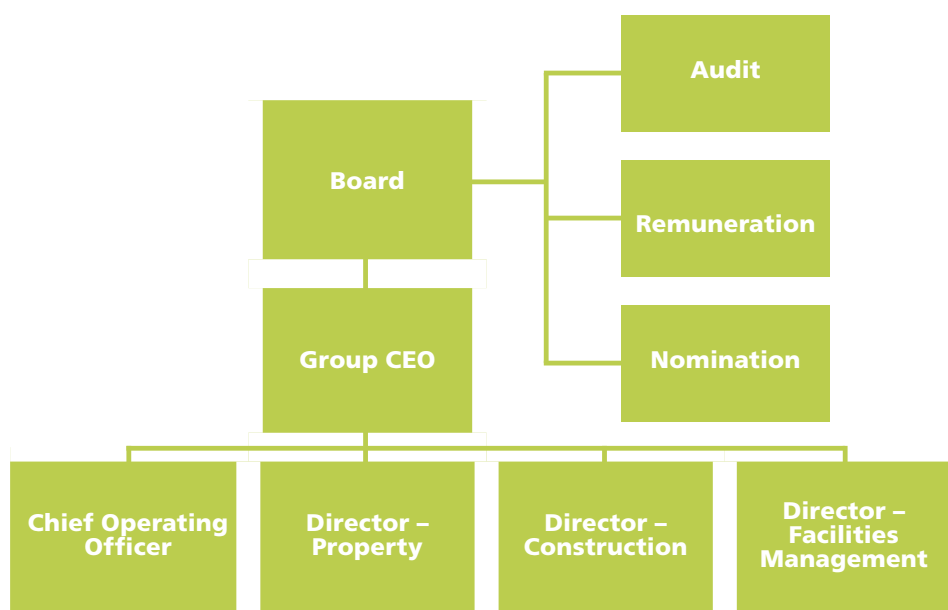 Audit
Board
Remuneration
Group CEO
Nomination
Chief Operating
Officer
Director –
Property
Director –
Construction
Director –
Facilities
Management